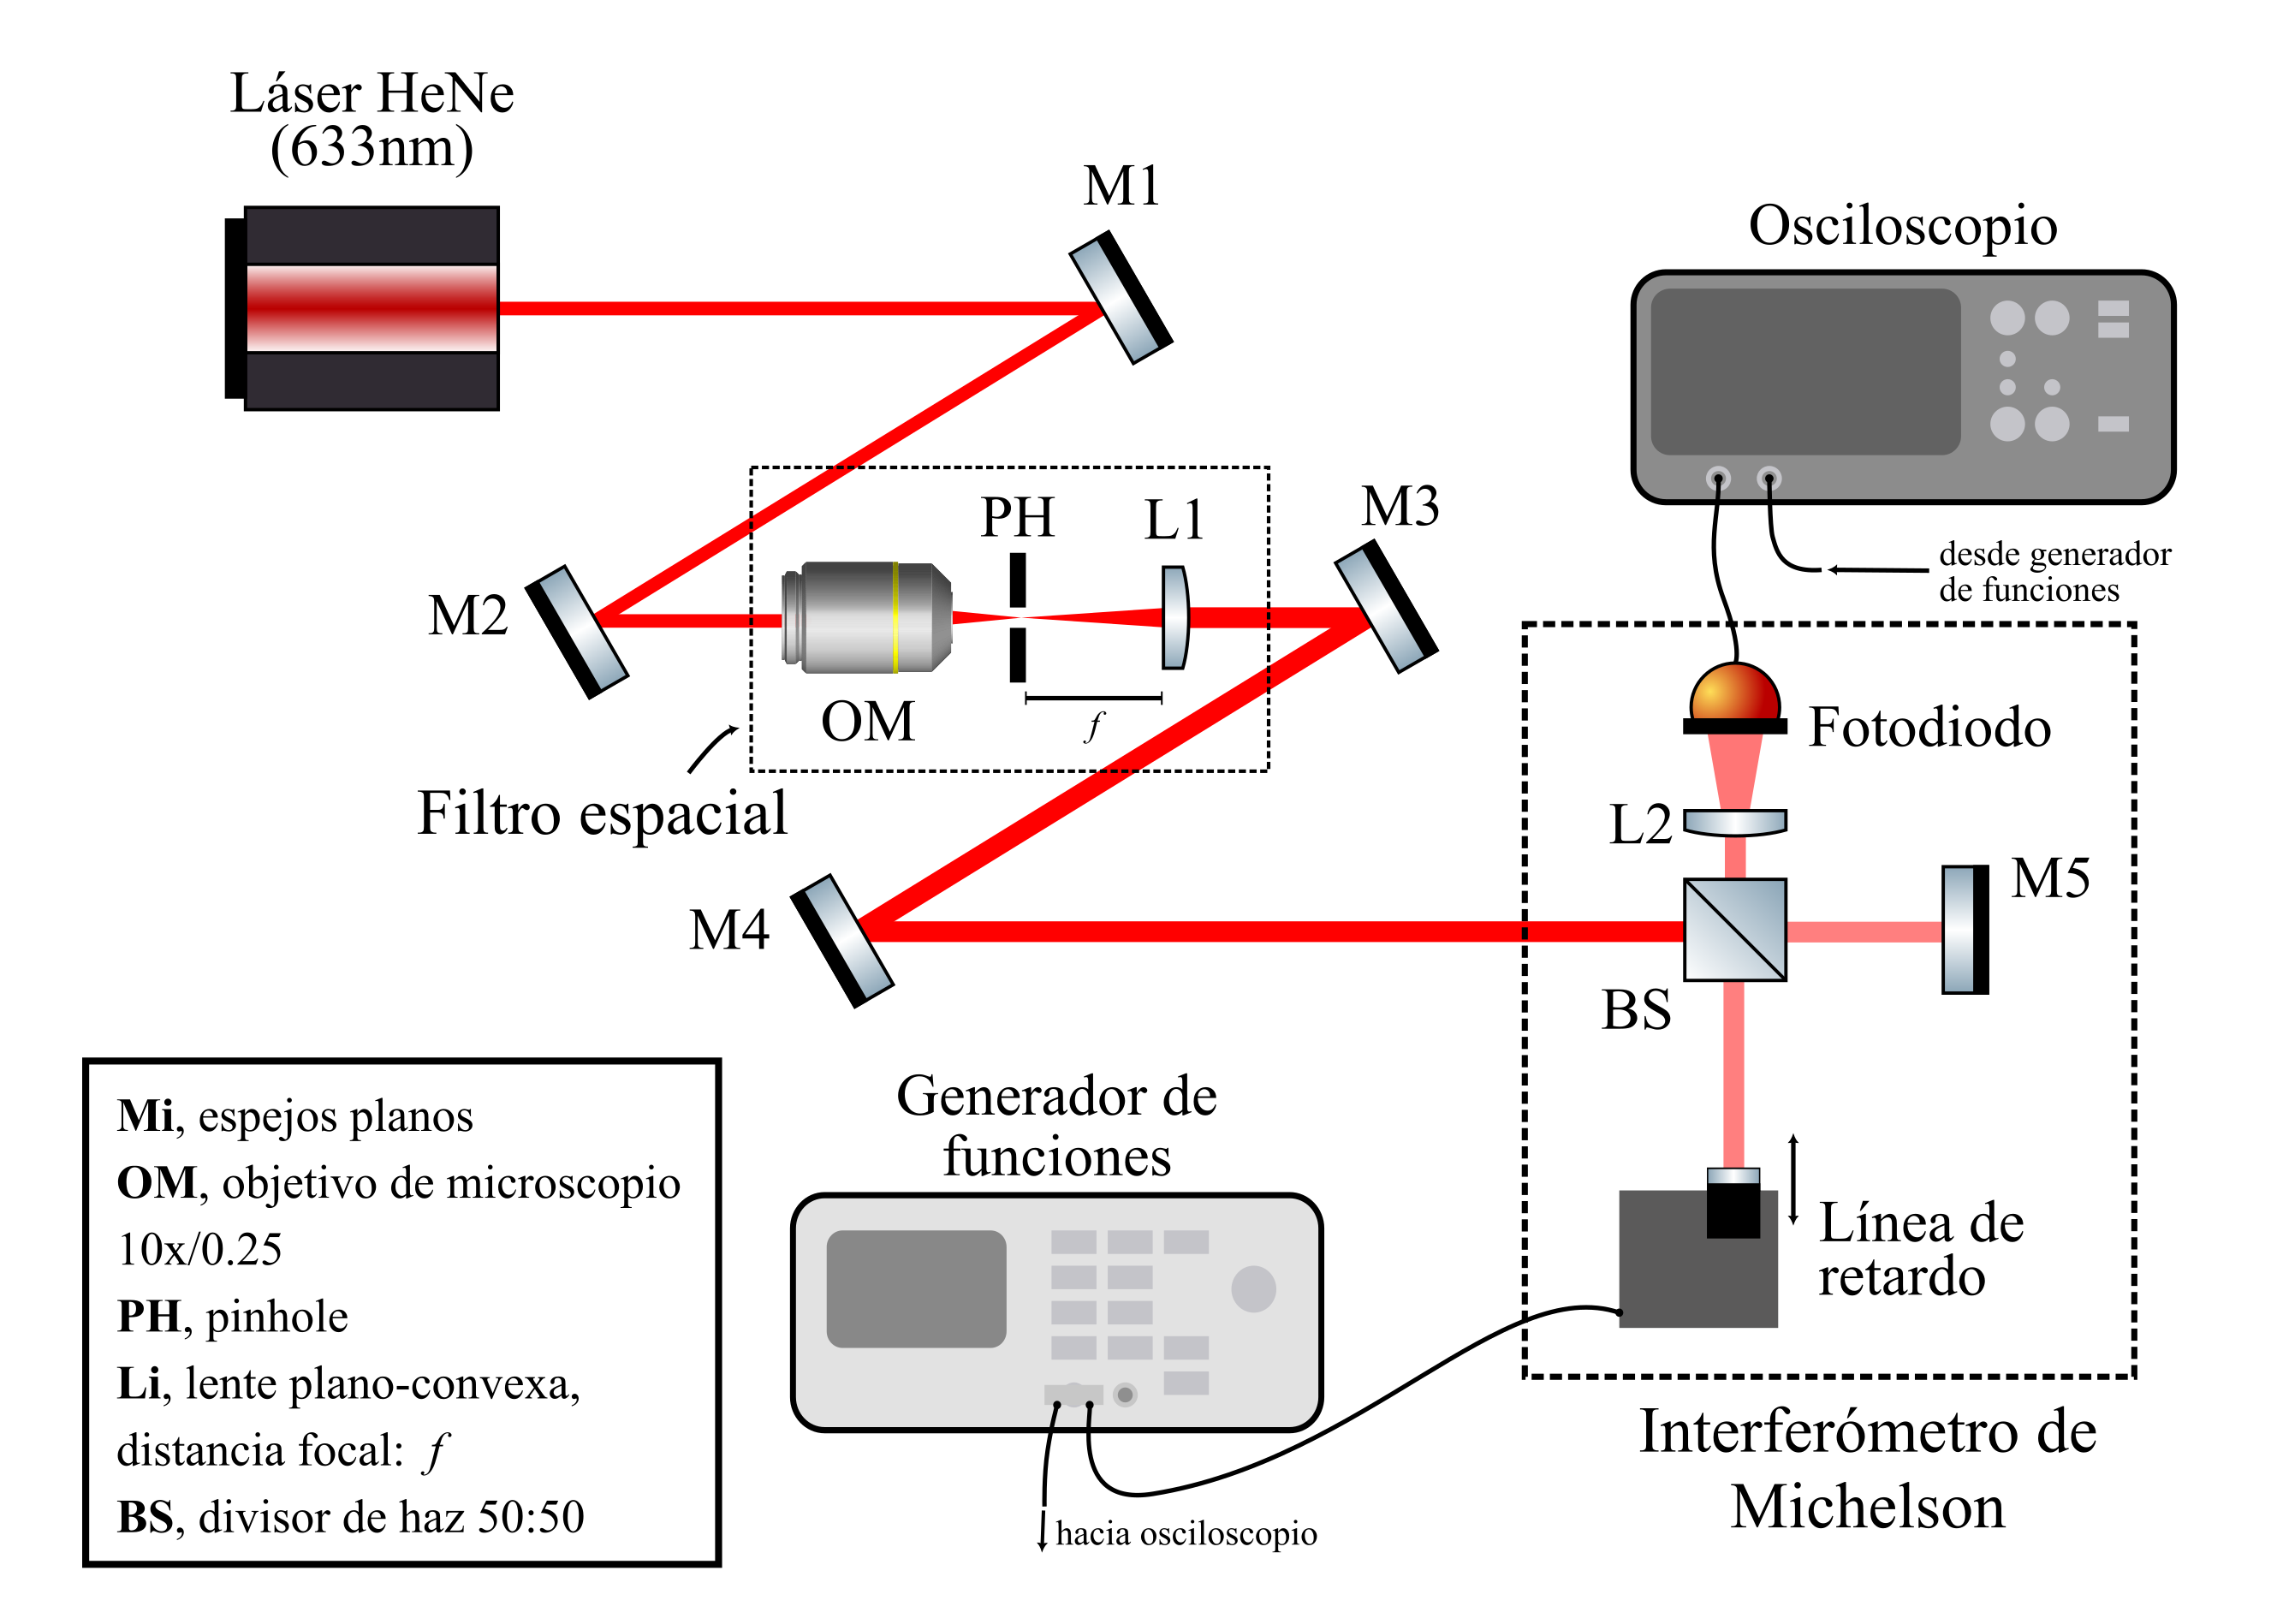 Láser HeNe
(633nm)
M1
Osciloscopio
PH
L1
M3
desde generador
de funciones
M2
OM
f
Fotodiodo
Filtro espacial
L2
M5
M4
BS
Generador de
funciones
Línea de
retardo
Mi, espejos planos
OM, objetivo de microscopio
10x/0.25
PH, pinhole
Li, lente plano-convexa,
distancia focal: f
BS, divisor de haz 50:50
hacia osciloscopio
Interferómetro de
Michelson